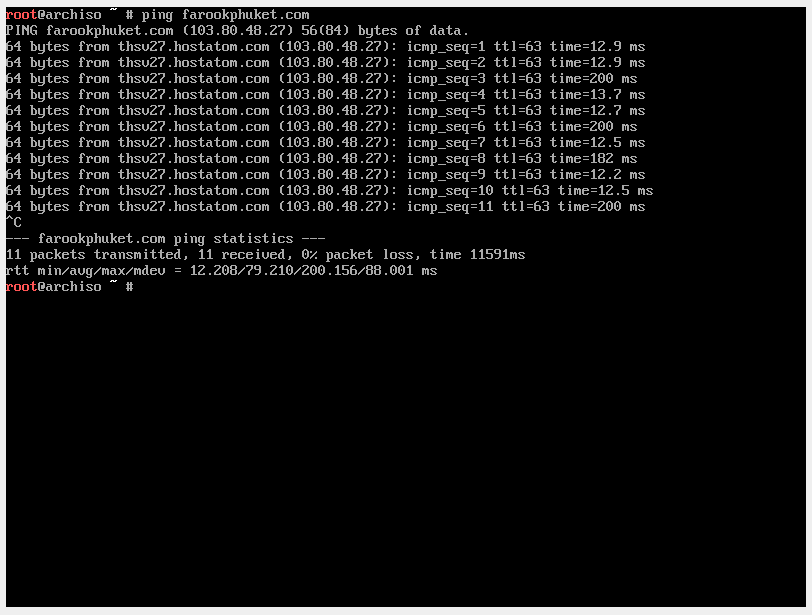 root@archiso ~ # ping farookphuket.com
PING farookphuket.com (103.80.48.27) 56(84) bytes of data.
64 bytes from thsv27.hostatom.com (103.80.48.27): icmp_seq=1 ttl=63 time=12.9 ms
64 bytes from thsv27.hostatom.com (103.80.48.27): icmp_seq=2 ttl=63 time=12.9 ms
64 bytes from thsv27.hostatom.com (103.80.48.27): icmp_seq=3 ttl=63 time=200 ms
64 bytes from thsv27.hostatom.com (103.80.48.27): icmp_seq=4 ttl=63 time=13.7 ms
64 bytes from thsv27.hostatom.com (103.80.48.27): icmp_seq=5 ttl=63 time=12.7 ms
64 bytes from thsv27.hostatom.com (103.80.48.27): icmp_seq=6 ttl=63 time=200 ms
64 bytes from thsv27.hostatom.com (103.80.48.27): icmp_seq=7 ttl=63 time=12.5 ms
64 bytes from thsv27.hostatom.com (103.80.48.27): icmp_seq=8 ttl=63 time=182 ms
64 bytes from thsv27.hostatom.com (103.80.48.27): icmp_seq=9 ttl=63 time=12.2 ms
64 bytes from thsv27.hostatom.com (103.80.48.27): icmp_seq=10 ttl=63 time=12.5 ms
64 bytes from thsv27.hostatom.com (103.80.48.27): icmp_seq=11 ttl=63 time=200 ms
^C
--- farookphuket.com ping statistics ---
11 packets transmitted, 11 received, 0% packet loss, time 11591ms
rtt min/avg/max/mdev = 12.208/79.210/200.156/88.001 ms
root@archiso ~ #